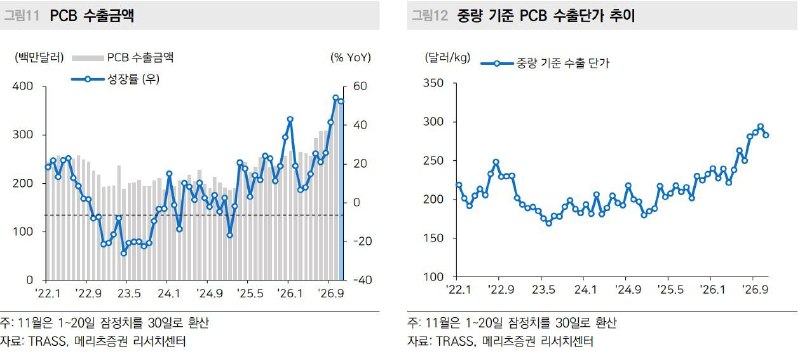 그림11 PCB 수출금액
(백만달러)
(% YoY)
PCB 수출금액
성장률 (우)
400
300
200
100
0
60
40
20
0
-20
-40
'22.1 '22.9 23.5 24.1 '24.9 '25.5 '26.1 '26.9
주: 11월은 1~20일 잠정치를 30일로 환산
자료: TRASS, 메리츠증권 리서치센터
그림12 중량 기준 PCB 수출단가 추이
(달러/kg)
중량 기준 수출 단가
350
300
250
200
150
100
'22.1 '22.9 '23.5 '24.1 '24.9 '25.5 '26.1 '26.9
주: 11월은 1~20일 잠정치를 30일로 환산
자료: TRASS, 메리츠증권 리서치센터